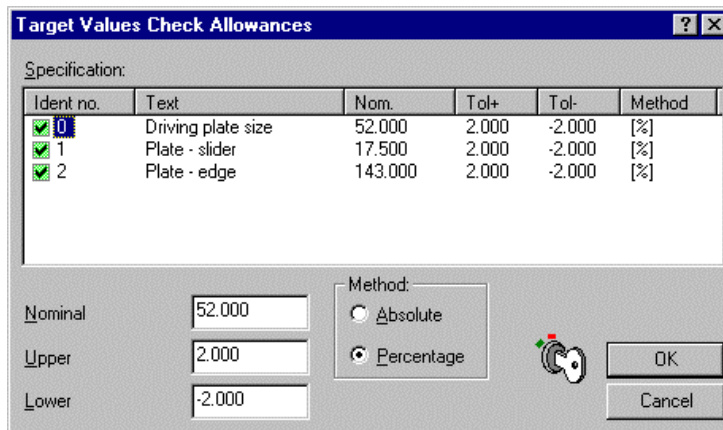 Target Values Check Allowances
? X
Specification:
Ident no. Text Nom. Tol+ Tol- Method
0 Driving plate size 52.000 2.000 -2.000 [%]
1 Plate - slider 17.500 2.000 -2.000 [%]
2 Plate - edge 143.000 2.000 -2.000 [%]
Method:
Nominal 52.000 Absolute
Upper 2.000 Percentage OK
Lower -2.000 Cancel